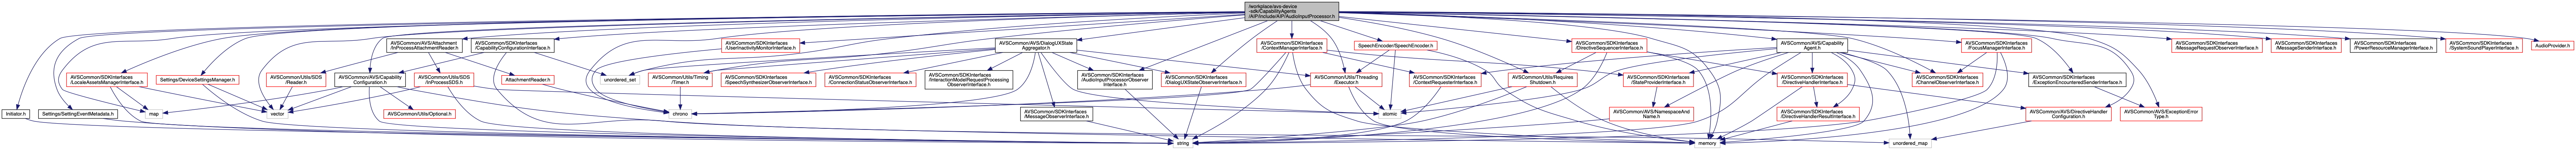 /workplace/avs-device
-sdk/CapabilityAgents
/AIP/include/AIP/AudioInputProcessor.h
AVSCommon/AVS/Attachment
/InProcessAttachmentReader.h
AVSCommon/SDKInterfaces
/CapabilityConfigurationInterface.h
AVSCommon/SDKInterfaces
/UserInactivityMonitorInterface.h
AVSCommon/AVS/DialogUXState
Aggregator.h
AVSCommon/SDKInterfaces
/ContextManagerInterface.h
SpeechEncoder/SpeechEncoder.h
AVSCommon/SDKInterfaces
/DirectiveSequencerInterface.h
AVSCommon/AVS/Capability
Agent.h
AVSCommon/SDKInterfaces
/FocusManagerInterface.h
AVSCommon/SDKInterfaces
/MessageRequestObserverInterface.h
AVSCommon/SDKInterfaces
/MessageSenderInterface.h
AVSCommon/SDKInterfaces
/PowerResourceManagerInterface.h
AVSCommon/SDKInterfaces
/SystemSoundPlayerInterface.h
AudioProvider.h
AVSCommon/SDKInterfaces
/LocaleAssetsManagerInterface.h
Settings/DeviceSettingsManager.h
AVSCommon/Utils/SDS
/Reader.h
AVSCommon/AVS/Capability
Configuration.h
AVSCommon/Utils/SDS
/InProcessSDS.h
AttachmentReader.h
unordered_set
AVSCommon/Utils/Timing
/Timer.h
AVSCommon/SDKInterfaces
/SpeechSynthesizerObserverInterface.h
AVSCommon/SDKInterfaces
/ConnectionStatusObserverInterface.h
AVSCommon/SDKInterfaces
/InteractionModelRequestProcessing
ObserverInterface.h
AVSCommon/SDKInterfaces
/AudioInputProcessorObserver
Interface.h
AVSCommon/SDKInterfaces
/DialogUXStateObserverInterface.h
AVSCommon/Utils/Threading
/Executor.h
AVSCommon/SDKInterfaces
/ContextRequesterInterface.h
AVSCommon/Utils/Requires
Shutdown.h
AVSCommon/SDKInterfaces
/StateProviderInterface.h
AVSCommon/SDKInterfaces
/DirectiveHandlerInterface.h
AVSCommon/SDKInterfaces
/ChannelObserverInterface.h
AVSCommon/SDKInterfaces
/ExceptionEncounteredSenderInterface.h
Initiator.h
Settings/SettingEventMetadata.h
map
vector
AVSCommon/Utils/Optional.h
chrono
AVSCommon/SDKInterfaces
/MessageObserverInterface.h
atomic
AVSCommon/AVS/NamespaceAnd
Name.h
AVSCommon/SDKInterfaces
/DirectiveHandlerResultInterface.h
AVSCommon/AVS/DirectiveHandler
Configuration.h
AVSCommon/AVS/ExceptionError
Type.h
string
memory
unordered_map